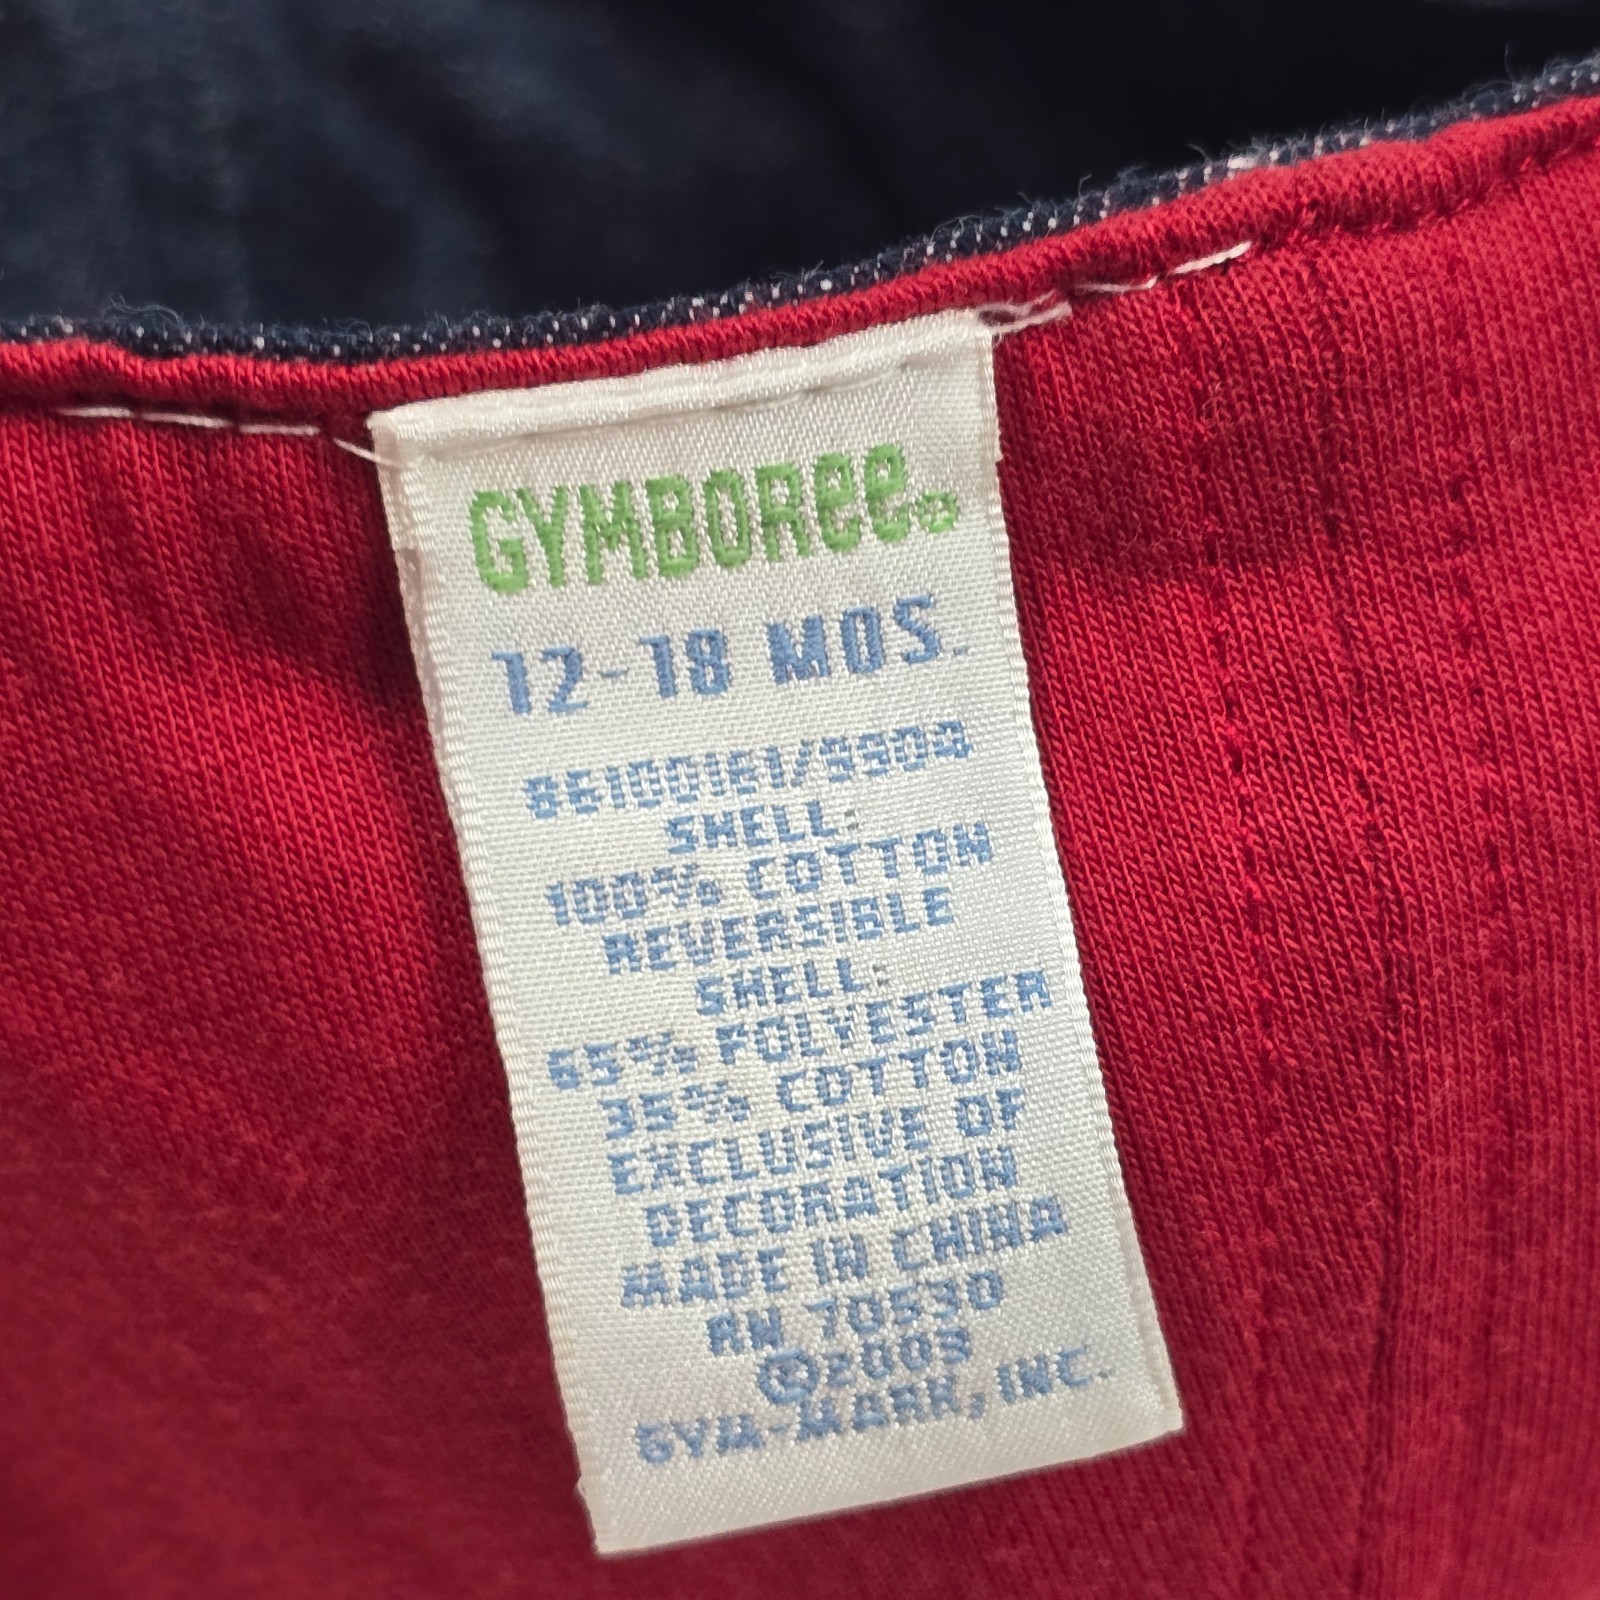 GYMBOREE®
12-18 MOS.
SHELL:
100% COTTON
REVERSIBLE
SHELL:
65% POLYESTER
35% COTTON
EXCLUSIVE OF
DECORATION
MADE IN CHINA
RN 70530
©2003
GYM-MARK, INC.